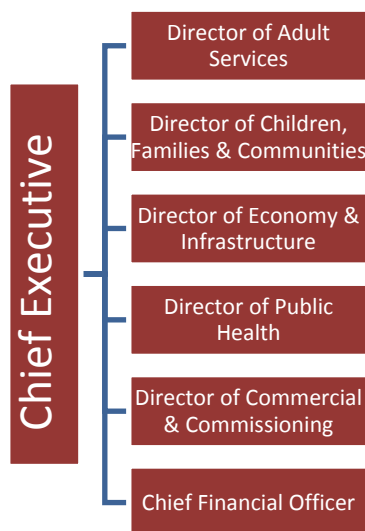 Chief Executive
Director of Adult
Services
Director of Children,
Families & Communities
Director of Economy &
Infrastructure
Director of Public
Health
Director of Commercial
& Commissioning
Chief Financial Officer